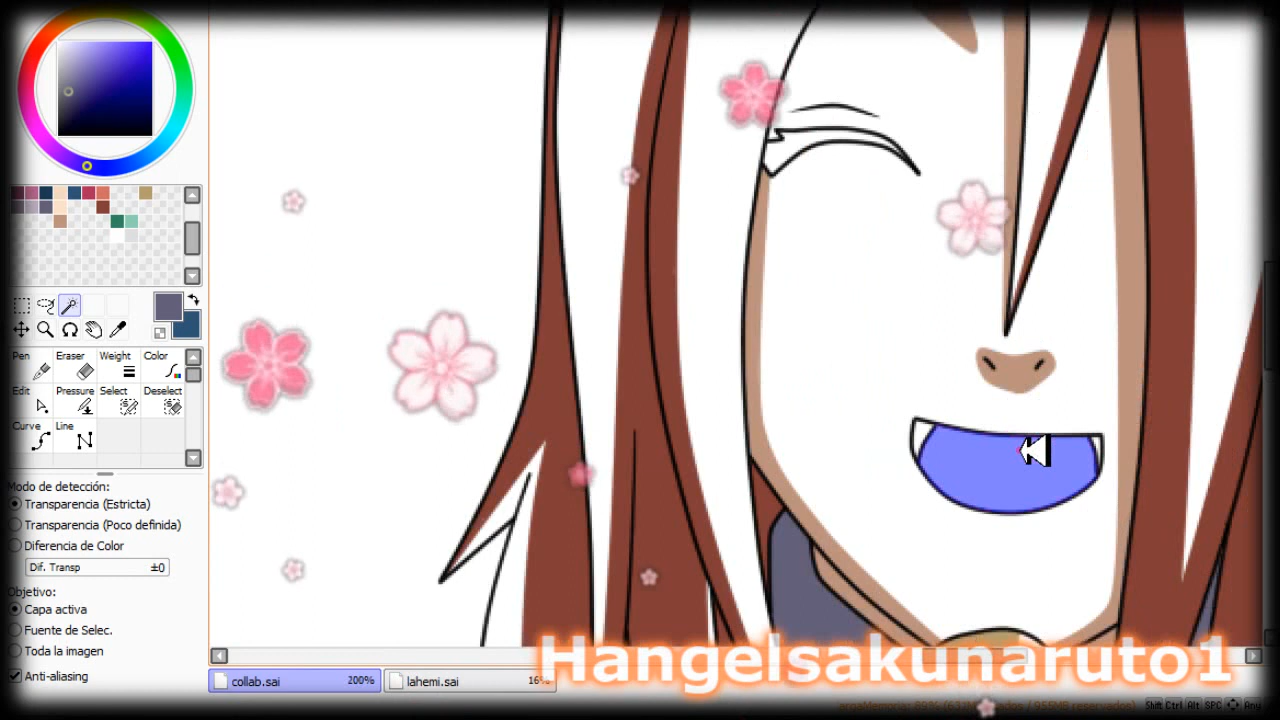 Pen Eraser Weight Color
Edit Pressure Select Deselect
Curve Line
Modo de detección:
Transparencia (Estricta)
Transparencia (Poco definida)
Diferencia de Color
Dif. Transp ±0
Objetivo:
Capa activa
Fuente de Selec.
Toda la imagen
Anti-aliasing
Hangelsakunaruto1
collab.sai 200% lahemi.sai 16%
Shift Ctrl Alt SPC Any